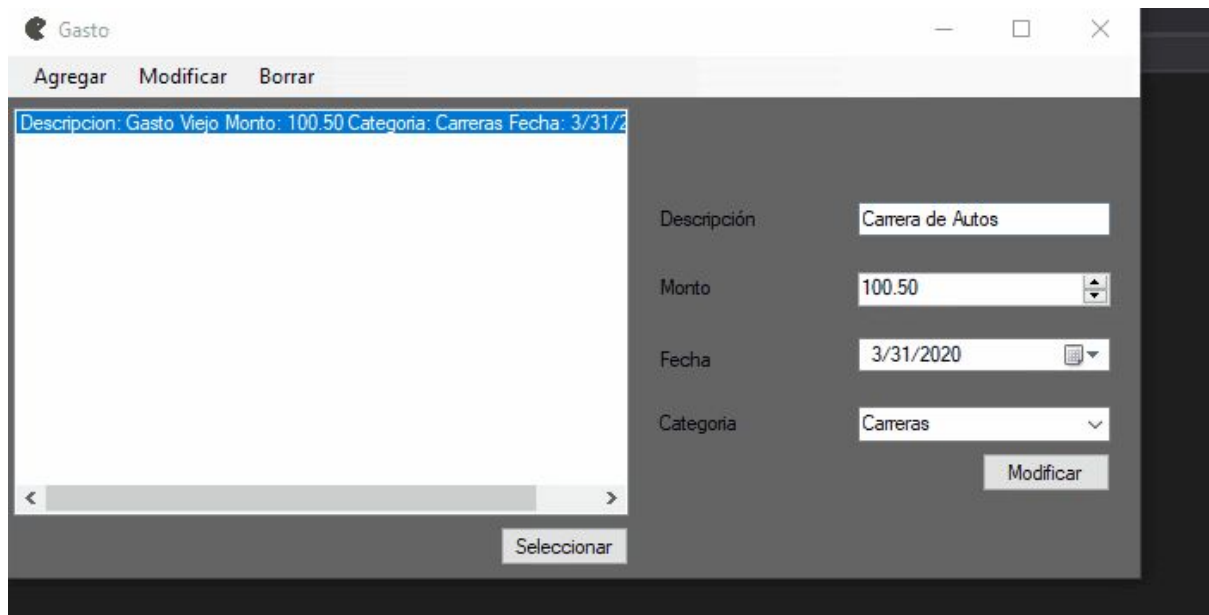 Gasto
Agregar Modificar Borrar
Descripcion: Gasto Viejo Monto: 100.50 Categoria: Carreras Fecha: 3/31/2
Descripción Carrera de Autos
Monto 100.50
Fecha 3/31/2020
Categoria Carreras
Modificar
Seleccionar